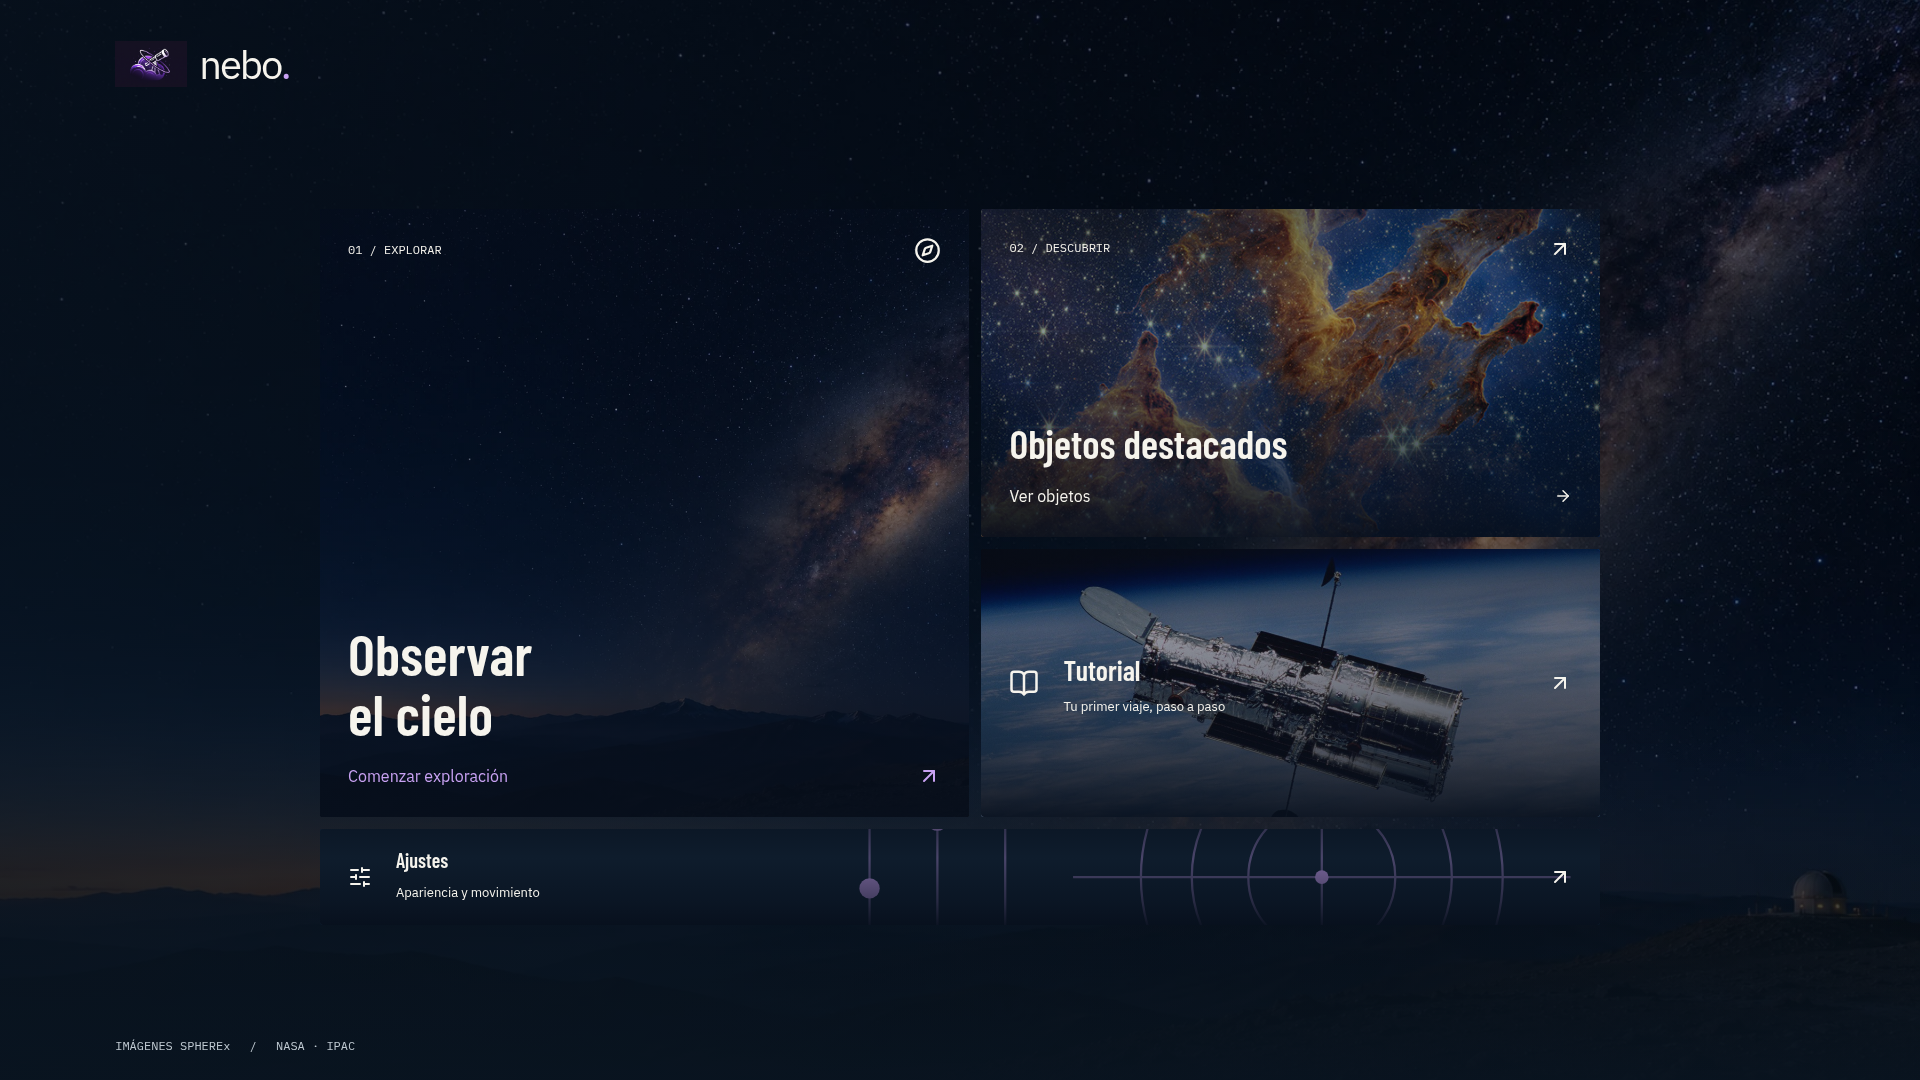 nebo.
01 / EXPLORAR
Observar
el cielo
Comenzar exploración
02 / DESCUBRIR
Objetos destacados
Ver objetos
Tutorial
Tu primer viaje, paso a paso
Ajustes
Apariencia y movimiento
IMÁGENES SPHEREx / NASA · IPAC